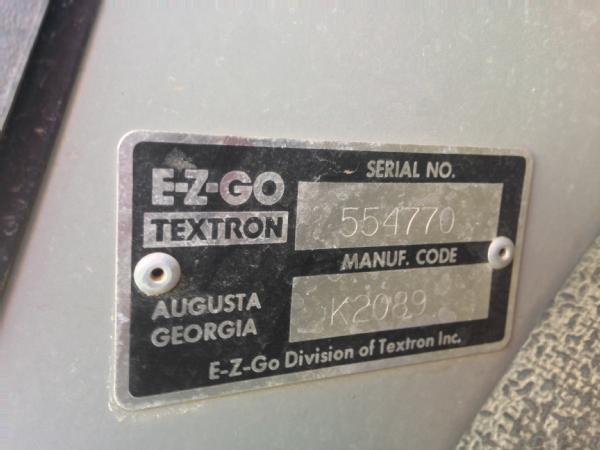 E-Z-GO
TEXTRON
SERIAL NO.
554770
MANUF. CODE
K2089
AUGUSTA
GEORGIA
E-Z-Go Division of Textron Inc.